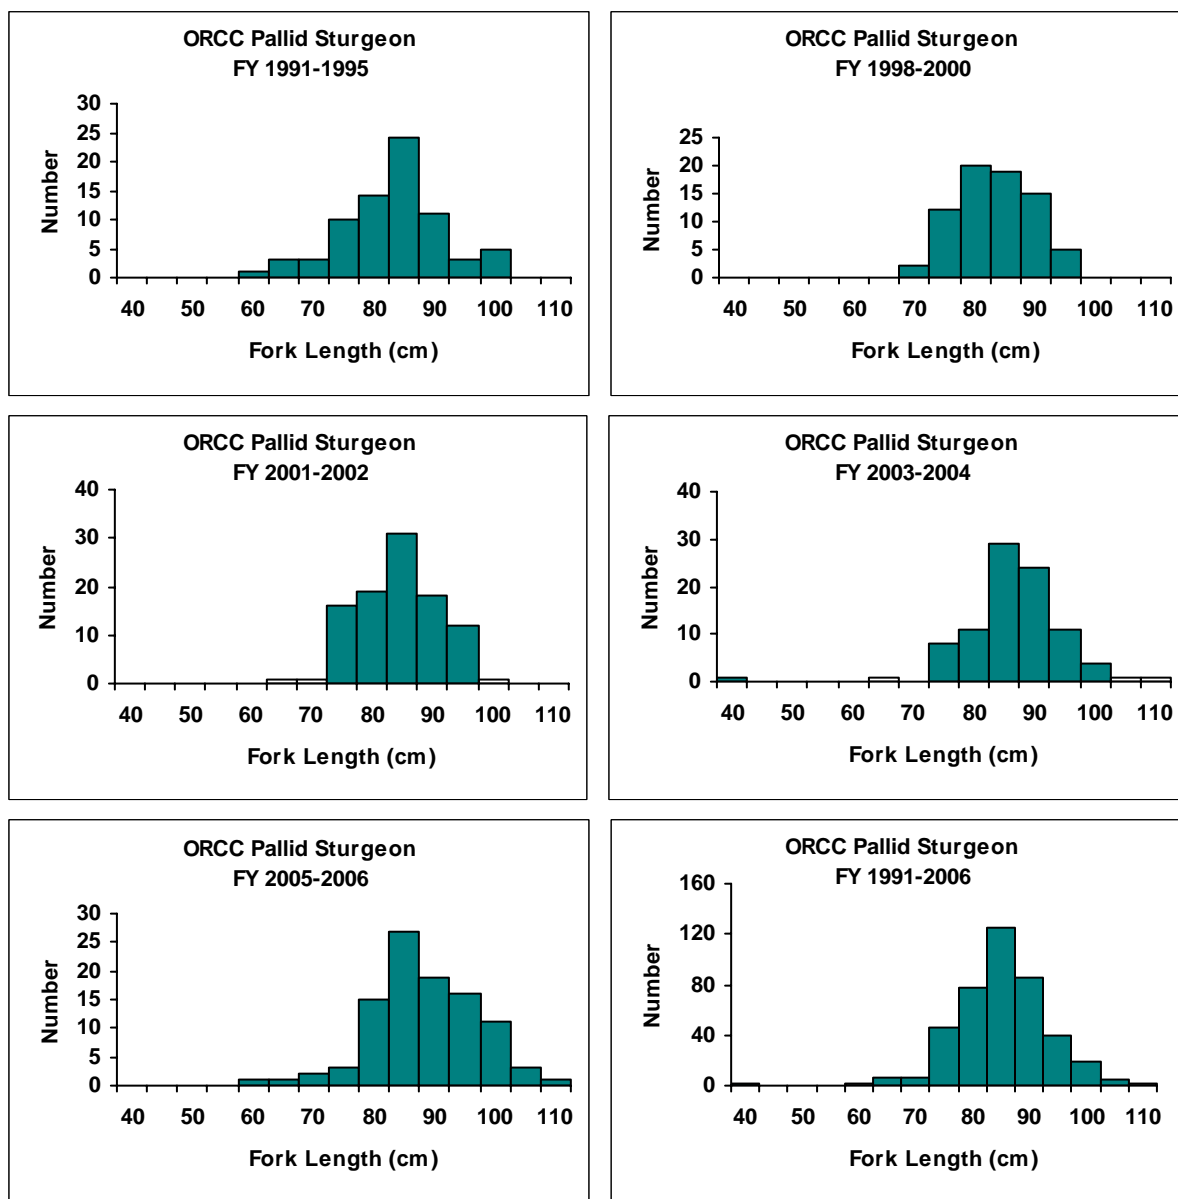 ORCC Pallid Sturgeon
FY 1991-1995
30
25
20
15
10
5
0
Number
40 50 60 70 80 90 100 110
Fork Length (cm)
ORCC Pallid Sturgeon
FY 1998-2000
25
20
15
10
5
0
Number
40 50 60 70 80 90 100 110
Fork Length (cm)
ORCC Pallid Sturgeon
FY 2001-2002
40
30
20
10
0
Number
40 50 60 70 80 90 100 110
Fork Length (cm)
ORCC Pallid Sturgeon
FY 2003-2004
40
30
20
10
0
Number
40 50 60 70 80 90 100 110
Fork Length (cm)
ORCC Pallid Sturgeon
FY 2005-2006
30
25
20
15
10
5
0
Number
40 50 60 70 80 90 100 110
Fork Length (cm)
ORCC Pallid Sturgeon
FY 1991-2006
160
120
80
40
0
Number
40 50 60 70 80 90 100 110
Fork Length (cm)